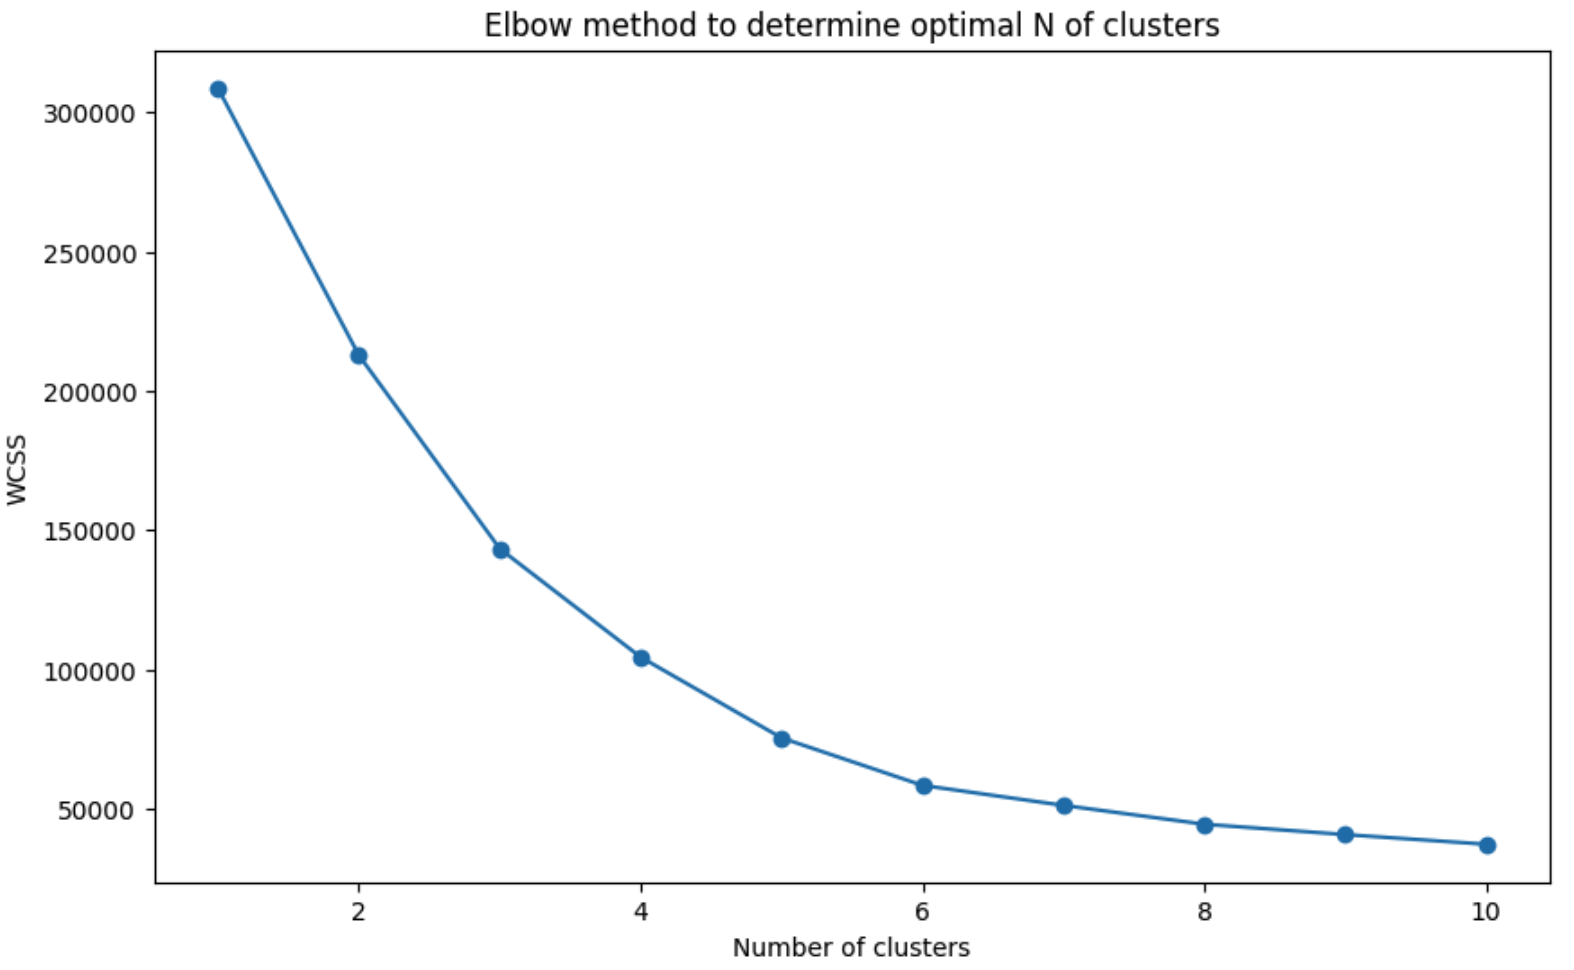 Elbow method to determine optimal N of clusters
300000
250000
200000
150000
100000
50000
WCSS
2 4 6 8 10
Number of clusters